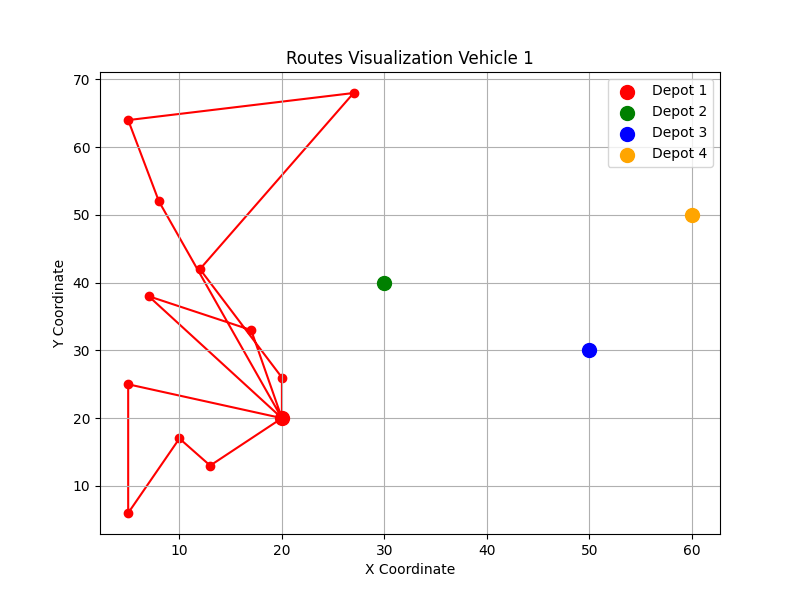 Routes Visualization Vehicle 1
Depot 1
Depot 2
Depot 3
Depot 4
70
60
50
40
30
20
10
Y Coordinate
10 20 30 40 50 60
X Coordinate